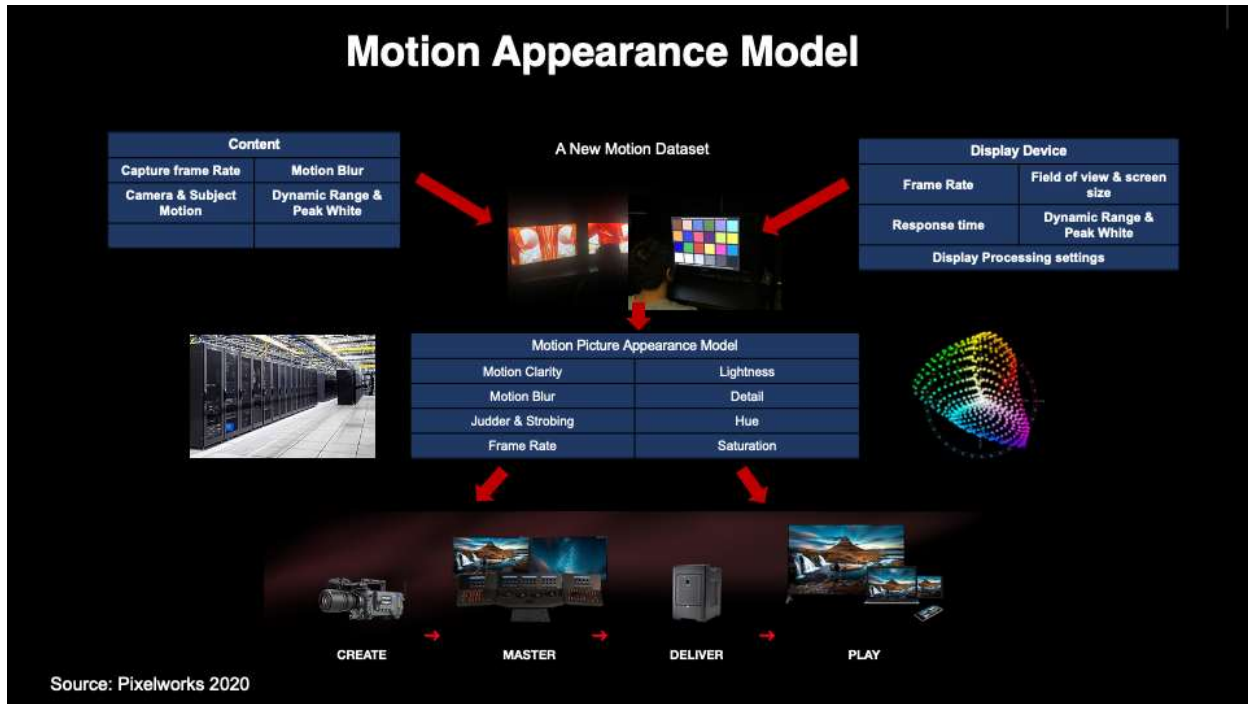 Motion Appearance Model
Content
Capture frame Rate
Motion Blur
Camera & Subject
Motion
Dynamic Range &
Peak White
A New Motion Dataset
Display Device
Frame Rate
Field of view & screen
size
Response time
Dynamic Range &
Peak White
Display Processing settings
Motion Picture Appearance Model
Motion Clarity
Lightness
Motion Blur
Detail
Judder & Strobing
Hue
Frame Rate
Saturation
CREATE
MASTER
DELIVER
PLAY
Source: Pixelworks 2020